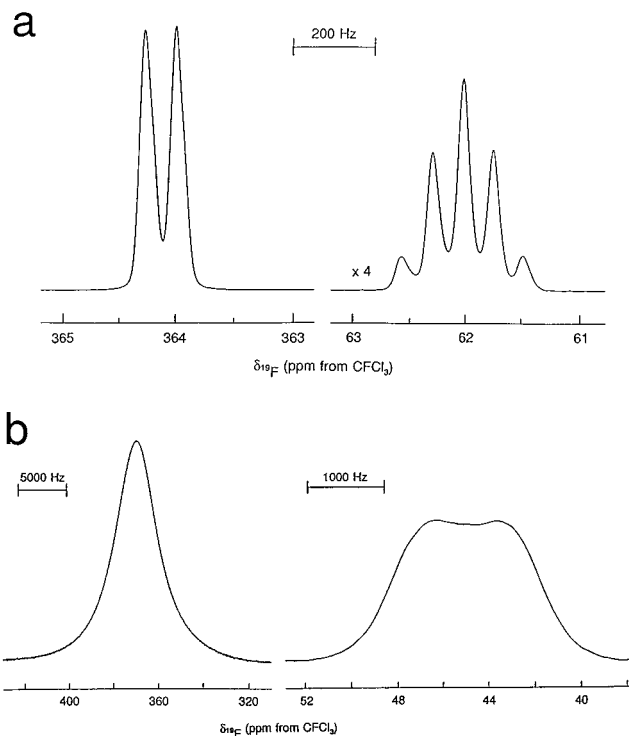 a
200 Hz
x 4
365 364 363 63 62 61
δ¹⁹F (ppm from CFCl₃)
b
5000 Hz 1000 Hz
400 360 320 52 48 44 40
δ¹⁹F (ppm from CFCl₃)